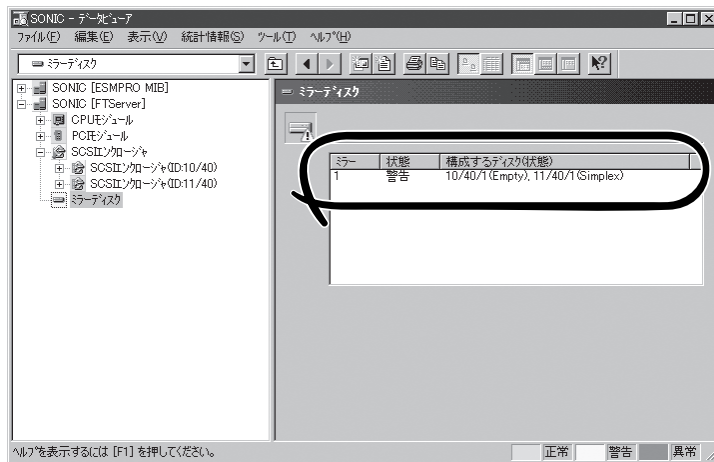 SONIC - データビューア
ファイル(F) 編集(E) 表示(V) 統計情報(S) ツール(T) ヘルプ(H)
ミラーディスク
SONIC [ESMPRO MIB]
SONIC [FTServer]
CPUモジュール
PCIモジュール
SCSIエンクロージャ
SCSIエンクロージャ(ID:10/40)
SCSIエンクロージャ(ID:11/40)
ミラーディスク
ミラーディスク
ミラー 状態 構成するディスク(状態)
1 警告 10/40/1(Empty), 11/40/1(Simplex)
ヘルプを表示するには [F1] を押してください。
正常 警告 異常